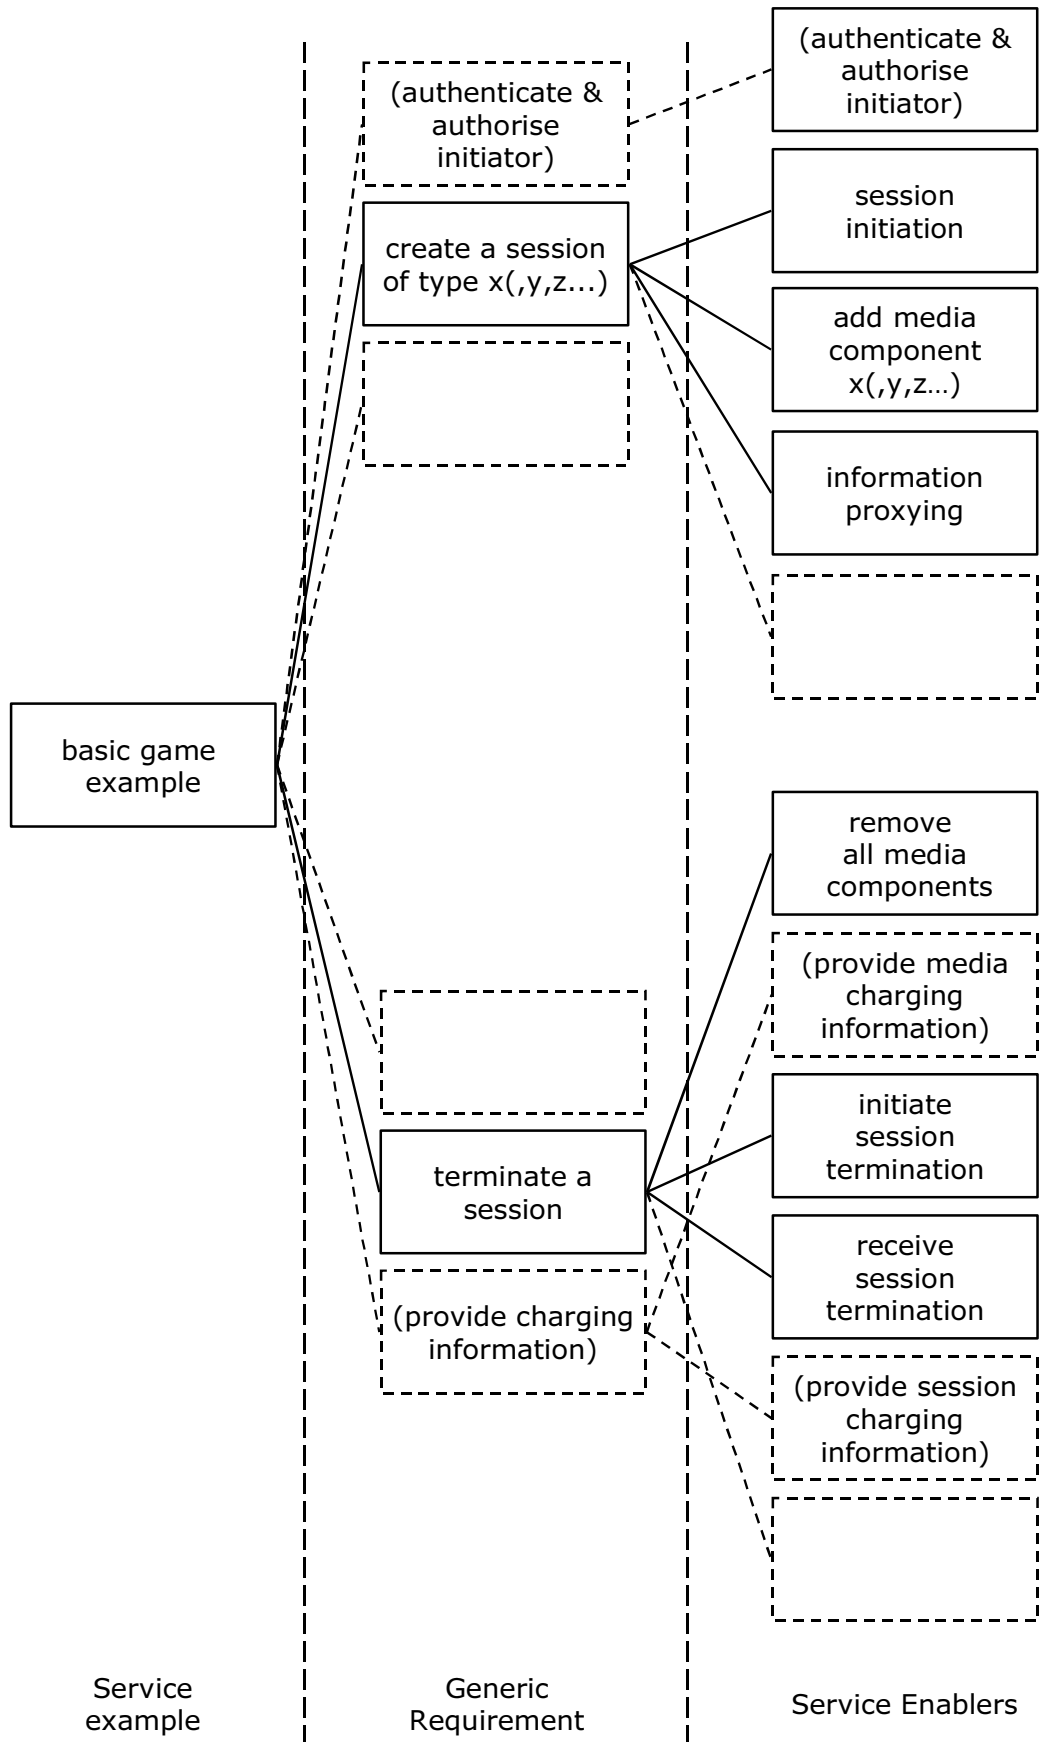 (authenticate &
authorise
initiator)
(authenticate &
authorise
initiator)
create a session
of type x(,y,z...)
session
initiation
add media
component
x(,y,z...)
information
proxying
basic game
example
remove
all media
components
(provide media
charging
information)
initiate
session
termination
terminate a
session
receive
session
termination
(provide charging
information)
(provide session
charging
information)
Service
example
Generic
Requirement
Service Enablers